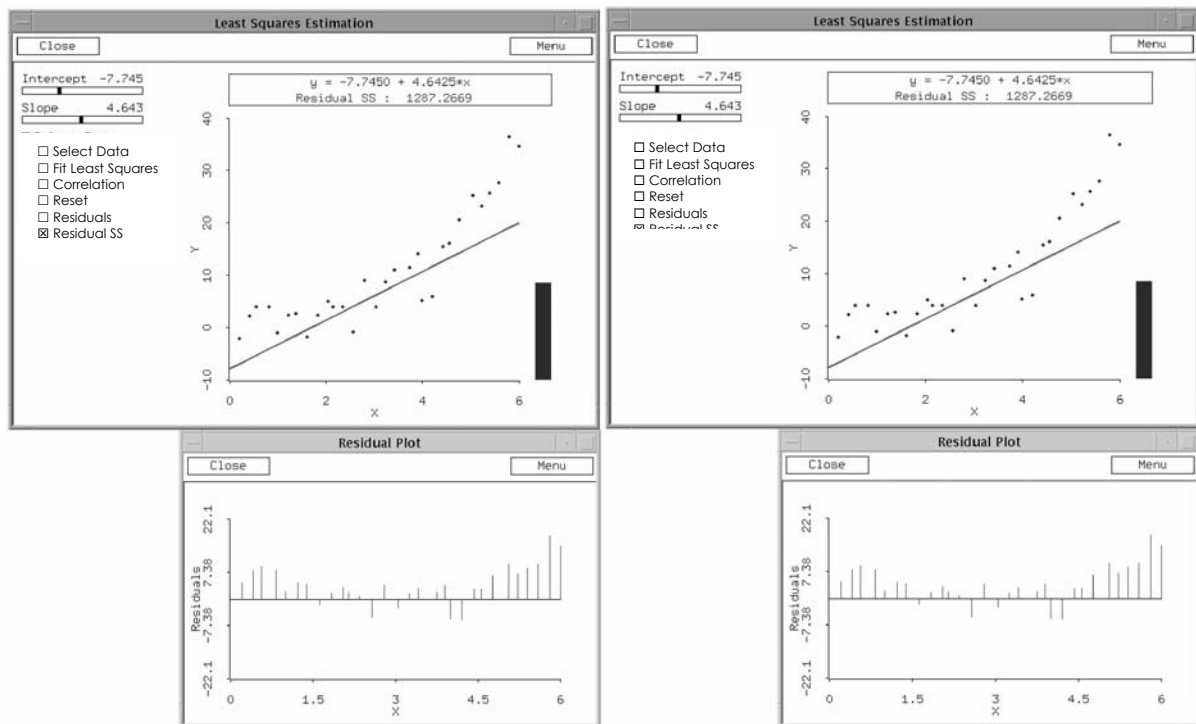 Least Squares Estimation
Close Menu
Intercept -7.745
Slope 4.643
☐ Select Data
☐ Fit Least Squares
☐ Correlation
☐ Reset
☐ Residuals
☒ Residual SS
y = -7.7450 + 4.6425*x
Residual SS : 1287.2669
40
30
20
10
0
-10
Y
0 2 4 6
X
Residual Plot
Close Menu
22.1
7.38
-7.38
-22.1
Residuals
0 1.5 3 4.5 6
X
Least Squares Estimation
Close Menu
Intercept -7.745
Slope 4.643
☐ Select Data
☐ Fit Least Squares
☐ Correlation
☐ Reset
☐ Residuals
☒ Residual SS
y = -7.7450 + 4.6425*x
Residual SS : 1287.2669
40
30
20
10
0
-10
Y
0 2 4 6
X
Residual Plot
Close Menu
22.1
7.38
-7.38
-22.1
Residuals
0 1.5 3 4.5 6
X